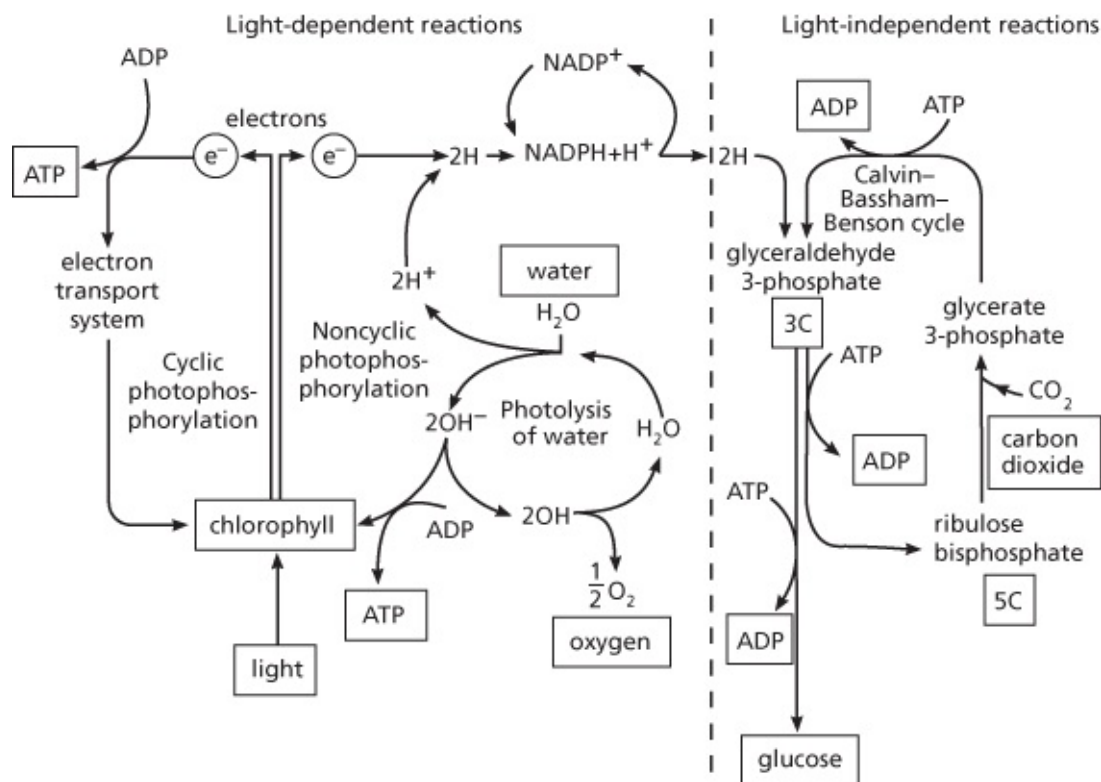 Light-dependent reactions
Light-independent reactions
ADP
ATP
electrons
e⁻
e⁻
2H
NADP⁺
NADPH+H⁺
2H
ADP
ATP
Calvin–
Bassham–
Benson cycle
electron
transport
system
Cyclic
photophos-
phorylation
Noncyclic
photophos-
phorylation
2H⁺
water
H₂O
Photolysis
of water
2OH⁻
H₂O
2OH
½O₂
oxygen
ADP
ATP
chlorophyll
light
glyceraldehyde
3-phosphate
3C
ATP
ADP
ATP
ADP
glucose
glycerate
3-phosphate
CO₂
carbon
dioxide
ribulose
bisphosphate
5C